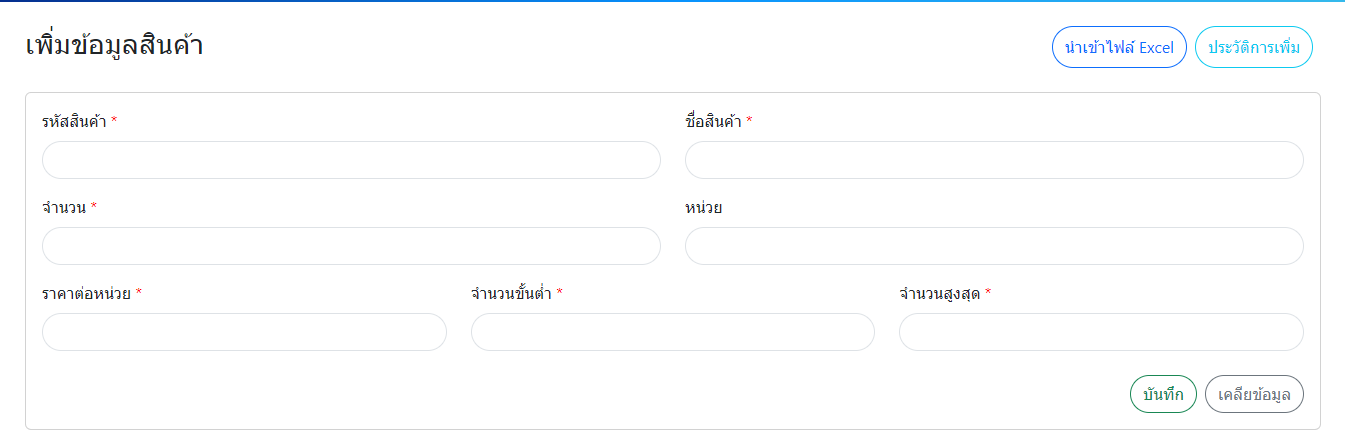 เพิ่มข้อมูลสินค้า
นำเข้าไฟล์ Excel
ประวัติการเพิ่ม
รหัสสินค้า *
ชื่อสินค้า *
จำนวน *
หน่วย
ราคาต่อหน่วย *
จำนวนขั้นต่ำ *
จำนวนสูงสุด *
บันทึก
เคลียข้อมูล